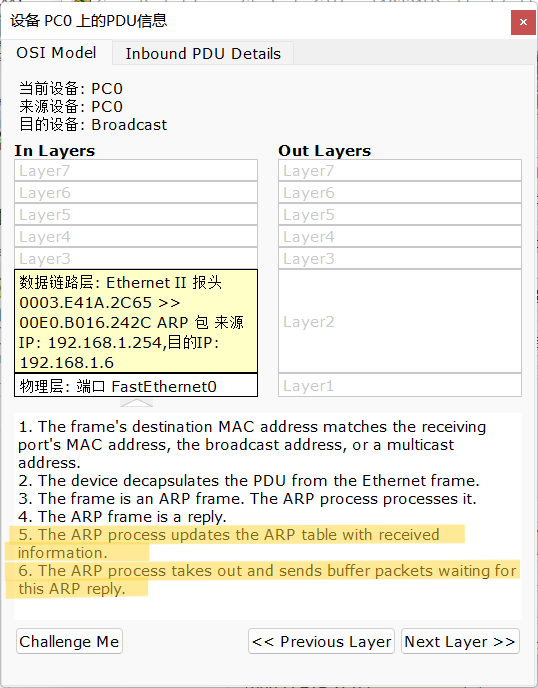 设备 PC0 上的PDU信息
OSI Model
Inbound PDU Details
当前设备: PC0
来源设备: PC0
目的设备: Broadcast
In Layers
Layer7
Layer6
Layer5
Layer4
Layer3
数据链路层: Ethernet II 报头
0003.E41A.2C65 >>
00E0.B016.242C ARP 包 来源
IP: 192.168.1.254,目的IP:
192.168.1.6
物理层: 端口 FastEthernet0
Out Layers
Layer7
Layer6
Layer5
Layer4
Layer3
Layer2
Layer1
1. The frame's destination MAC address matches the receiving
port's MAC address, the broadcast address, or a multicast
address.
2. The device decapsulates the PDU from the Ethernet frame.
3. The frame is an ARP frame. The ARP process processes it.
4. The ARP frame is a reply.
5. The ARP process updates the ARP table with received
information.
6. The ARP process takes out and sends buffer packets waiting for
this ARP reply.
Challenge Me
<< Previous Layer
Next Layer >>